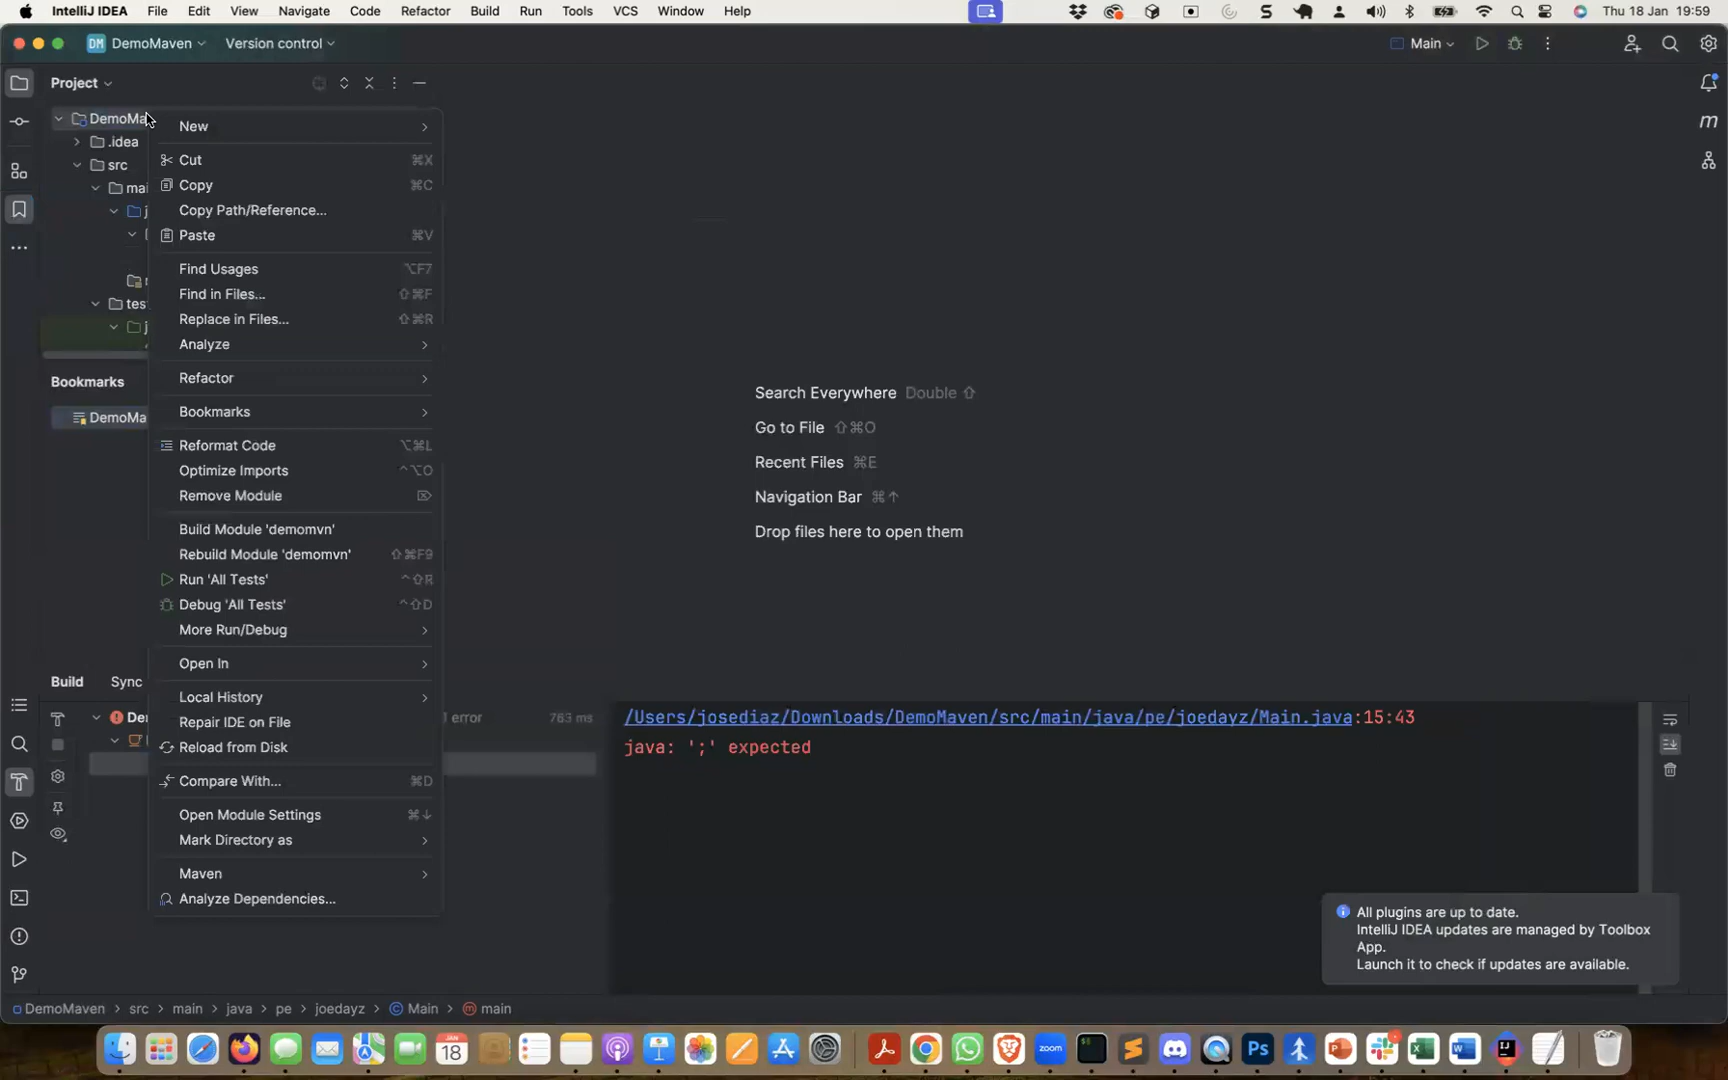 IntelliJ IDEA File Edit View Navigate Code Refactor Build Run Tools VCS Window Help Thu 18 Jan 19:59
DM DemoMaven Version control Main
Project
DemoMa
.idea
src
mai
j
tes
j
New
Cut ⌘X
Copy ⌘C
Copy Path/Reference...
Paste ⌘V
Find Usages ⌥F7
Find in Files... ⇧⌘F
Replace in Files... ⇧⌘R
Analyze
Refactor
Bookmarks
Reformat Code ⌥⌘L
Optimize Imports ⌃⌥O
Remove Module ⌦
Build Module 'demomvn'
Rebuild Module 'demomvn' ⇧⌘F9
Run 'All Tests' ⌃⇧R
Debug 'All Tests' ⌃⇧D
More Run/Debug
Open In
Local History
Repair IDE on File
Reload from Disk
Compare With... ⌘D
Open Module Settings ⌘↓
Mark Directory as
Maven
Analyze Dependencies...
Bookmarks
DemoMa
Search Everywhere Double ⇧
Go to File ⇧⌘O
Recent Files ⌘E
Navigation Bar ⌘↑
Drop files here to open them
m
Build Sync
Der
1 error 763 ms
/Users/josediaz/Downloads/DemoMaven/src/main/java/pe/joedayz/Main.java:15:43
java: ';' expected
All plugins are up to date.
IntelliJ IDEA updates are managed by Toolbox
App.
Launch it to check if updates are available.
DemoMaven > src > main > java > pe > joedayz > Main > main
JAN
18
zoom
Ps